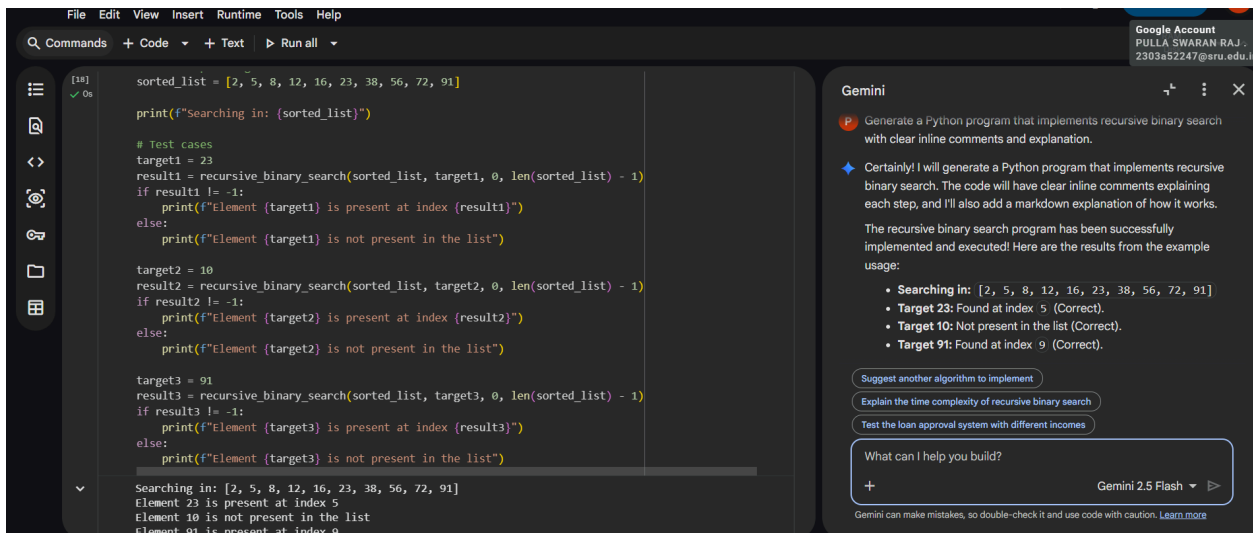 File Edit View Insert Runtime Tools Help
Commands + Code + Text Run all
Google Account
PULLA SWARAN RAJ .
2303a52247@sru.edu.i
[18]
0s
sorted_list = [2, 5, 8, 12, 16, 23, 38, 56, 72, 91]
print(f"Searching in: {sorted_list}")
# Test cases
target1 = 23
result1 = recursive_binary_search(sorted_list, target1, 0, len(sorted_list) - 1)
if result1 != -1:
print(f"Element {target1} is present at index {result1}")
else:
print(f"Element {target1} is not present in the list")
target2 = 10
result2 = recursive_binary_search(sorted_list, target2, 0, len(sorted_list) - 1)
if result2 != -1:
print(f"Element {target2} is present at index {result2}")
else:
print(f"Element {target2} is not present in the list")
target3 = 91
result3 = recursive_binary_search(sorted_list, target3, 0, len(sorted_list) - 1)
if result3 != -1:
print(f"Element {target3} is present at index {result3}")
else:
print(f"Element {target3} is not present in the list")
Searching in: [2, 5, 8, 12, 16, 23, 38, 56, 72, 91]
Element 23 is present at index 5
Element 10 is not present in the list
Element 91 is present at index 9
Gemini
P
Generate a Python program that implements recursive binary search
with clear inline comments and explanation.
Certainly! I will generate a Python program that implements recursive
binary search. The code will have clear inline comments explaining
each step, and I'll also add a markdown explanation of how it works.
The recursive binary search program has been successfully
implemented and executed! Here are the results from the example
usage:
• Searching in: [2, 5, 8, 12, 16, 23, 38, 56, 72, 91]
• Target 23: Found at index 5 (Correct).
• Target 10: Not present in the list (Correct).
• Target 91: Found at index 9 (Correct).
Suggest another algorithm to implement
Explain the time complexity of recursive binary search
Test the loan approval system with different incomes
What can I help you build?
+ Gemini 2.5 Flash
Gemini can make mistakes, so double-check it and use code with caution. Learn more